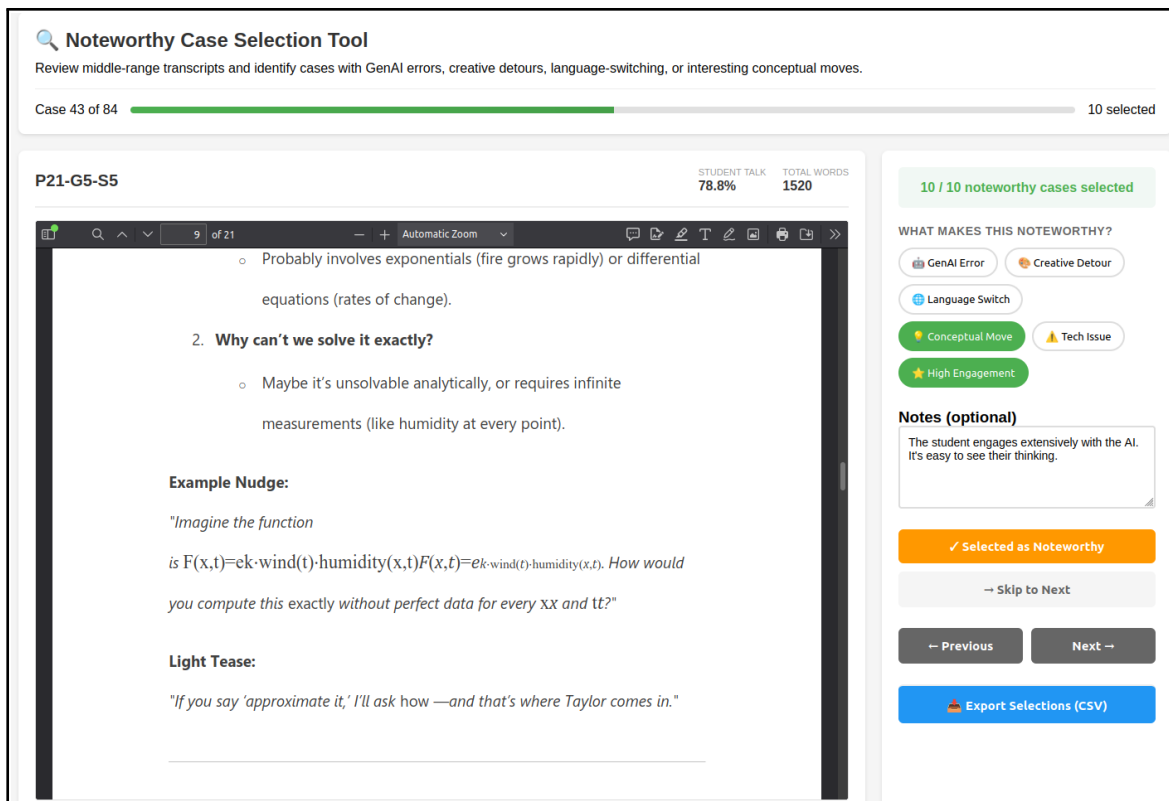 🔍 Noteworthy Case Selection Tool
Review middle-range transcripts and identify cases with GenAI errors, creative detours, language-switching, or interesting conceptual moves.
Case 43 of 84
10 selected
P21-G5-S5
STUDENT TALK
78.8%
TOTAL WORDS
1520
9 of 21
Automatic Zoom
Probably involves exponentials (fire grows rapidly) or differential
equations (rates of change).
2. Why can't we solve it exactly?
Maybe it's unsolvable analytically, or requires infinite
measurements (like humidity at every point).
Example Nudge:
"Imagine the function
is F(x,t)=ek·wind(t)·humidity(x,t)F(x,t)=ek·wind(t)·humidity(x,t). How would
you compute this exactly without perfect data for every xx and tt?"
Light Tease:
"If you say 'approximate it,' I'll ask how —and that's where Taylor comes in."
10 / 10 noteworthy cases selected
WHAT MAKES THIS NOTEWORTHY?
🤖 GenAI Error
🎨 Creative Detour
🌐 Language Switch
💡 Conceptual Move
⚠️ Tech Issue
⭐ High Engagement
Notes (optional)
The student engages extensively with the AI.
It's easy to see their thinking.
✓ Selected as Noteworthy
→ Skip to Next
← Previous
Next →
📤 Export Selections (CSV)